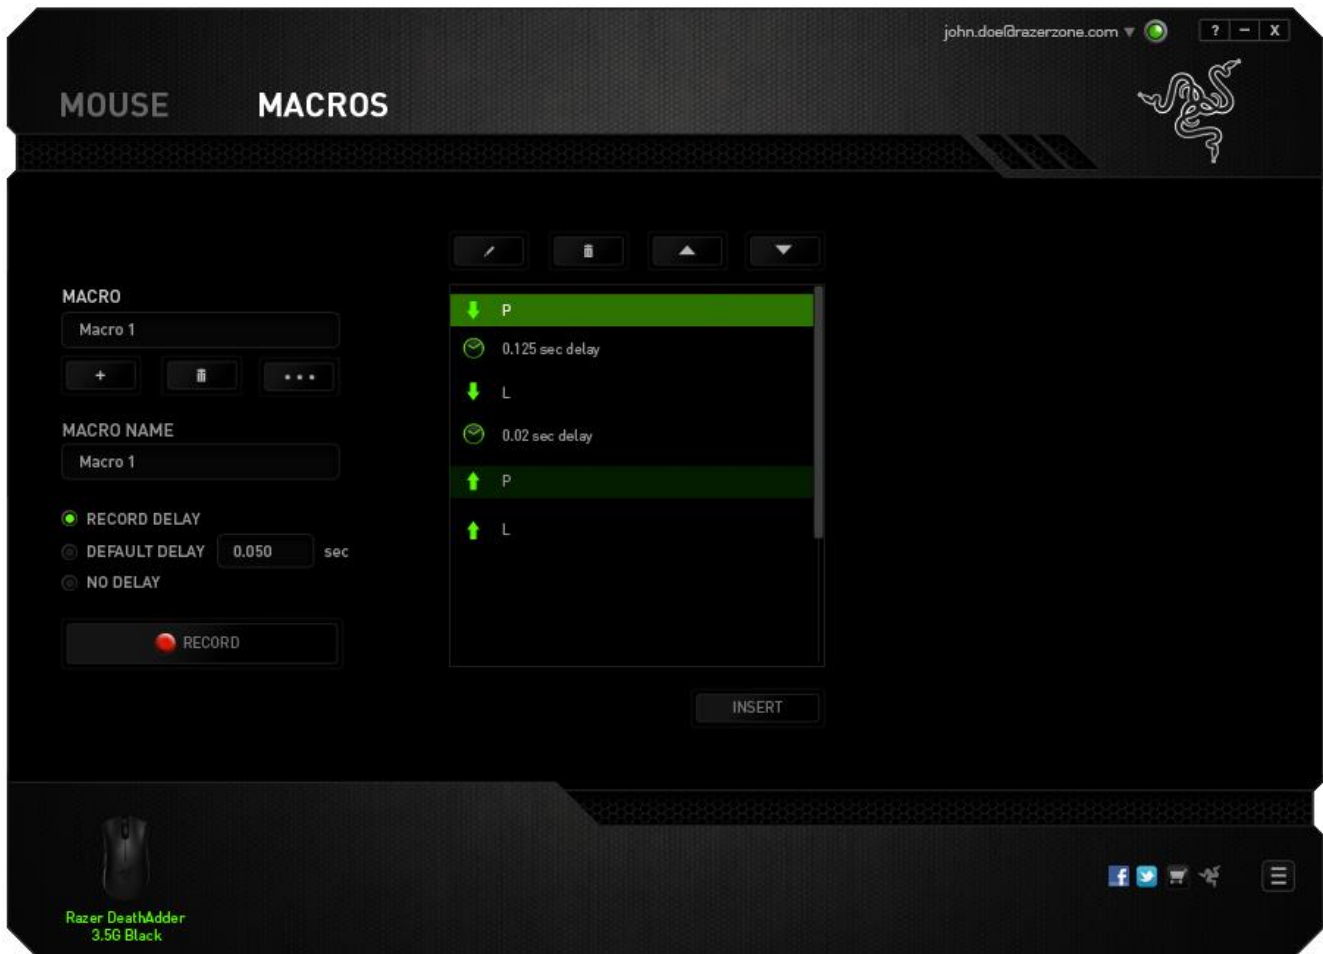 john.doe@razerzone.com
? – X
MOUSE MACROS
MACRO
Macro 1
+
MACRO NAME
Macro 1
RECORD DELAY
DEFAULT DELAY 0.050 sec
NO DELAY
RECORD
P
0.125 sec delay
L
0.02 sec delay
P
L
INSERT
Razer DeathAdder
3.5G Black